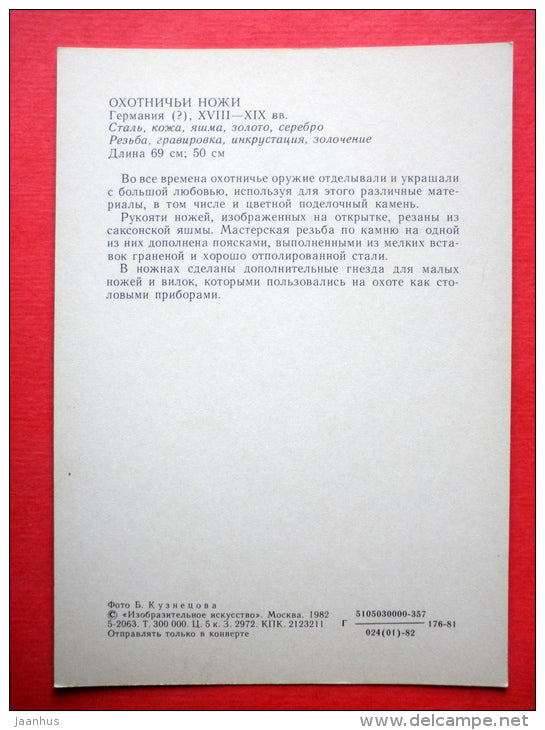 ОХОТНИЧЬИ НОЖИ
Германия (?), XVIII—XIX вв.
Сталь, кожа, яшма, золото, серебро
Резьба, гравировка, инкрустация, золочение
Длина 69 см; 50 см
Во все времена охотничье оружие отделывали и украшали
с большой любовью, используя для этого различные мате-
риалы, в том числе и цветной поделочный камень.
Рукояти ножей, изображенных на открытке, резаны из
саксонской яшмы. Мастерская резьба по камню на одной
из них дополнена поясками, выполненными из мелких вста-
вок граненой и хорошо отполированной стали.
В ножнах сделаны дополнительные гнезда для малых
ножей и вилок, которыми пользовались на охоте как сто-
ловыми приборами.
Фото Б. Кузнецова
© «Изобразительное искусство». Москва. 1982
5-2063. Т. 300 000. Ц. 5 к. З. 2972. КПК. 2123211
Отправлять только в конверте
5105030000-357
Г 176-81
024(01)-82
jaanhus
www.delcampe.net